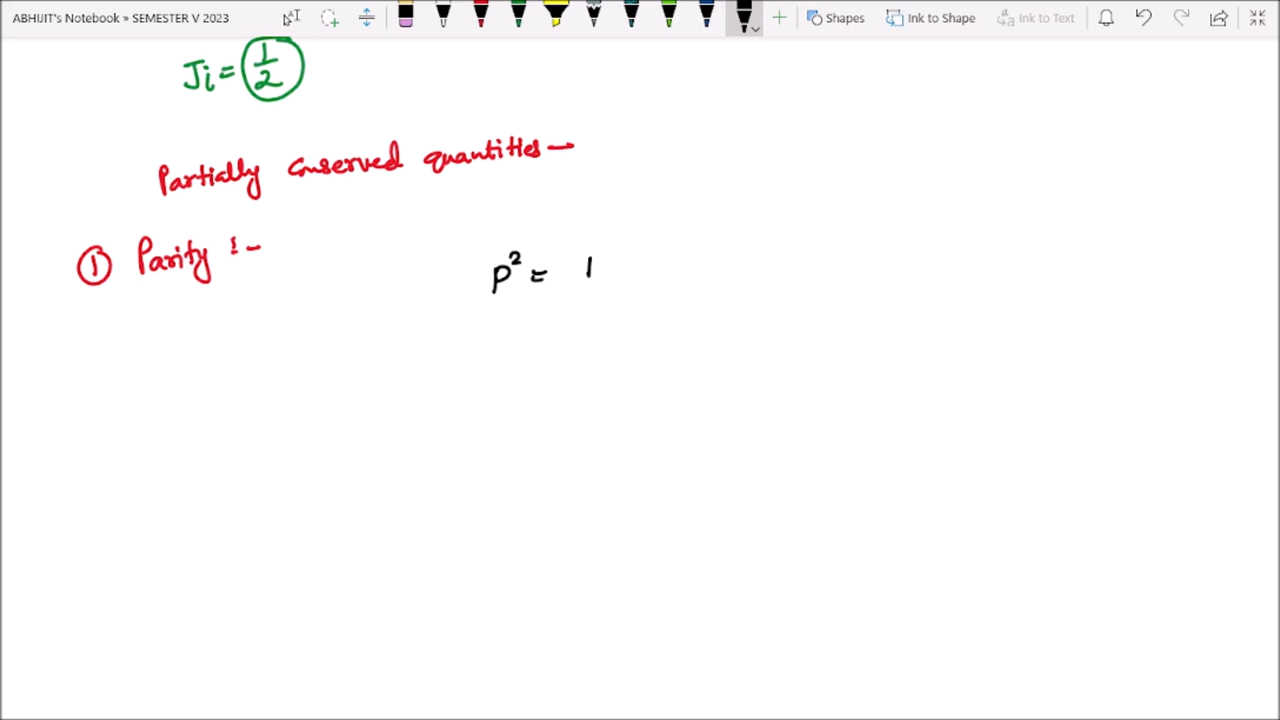 ABHIJIT's Notebook » SEMESTER V 2023
Shapes
Ink to Shape
Ink to Text
Ji = 1/2
Partially Conserved quantities -
① Parity :-
P² = 1